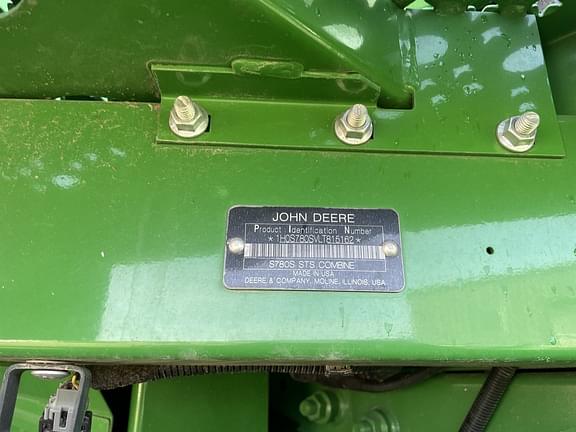 JOHN DEERE
Product Identification Number
*1H0S780SVLT815162*
S780S STS COMBINE
MADE IN USA
DEERE & COMPANY, MOLINE, ILLINOIS, USA